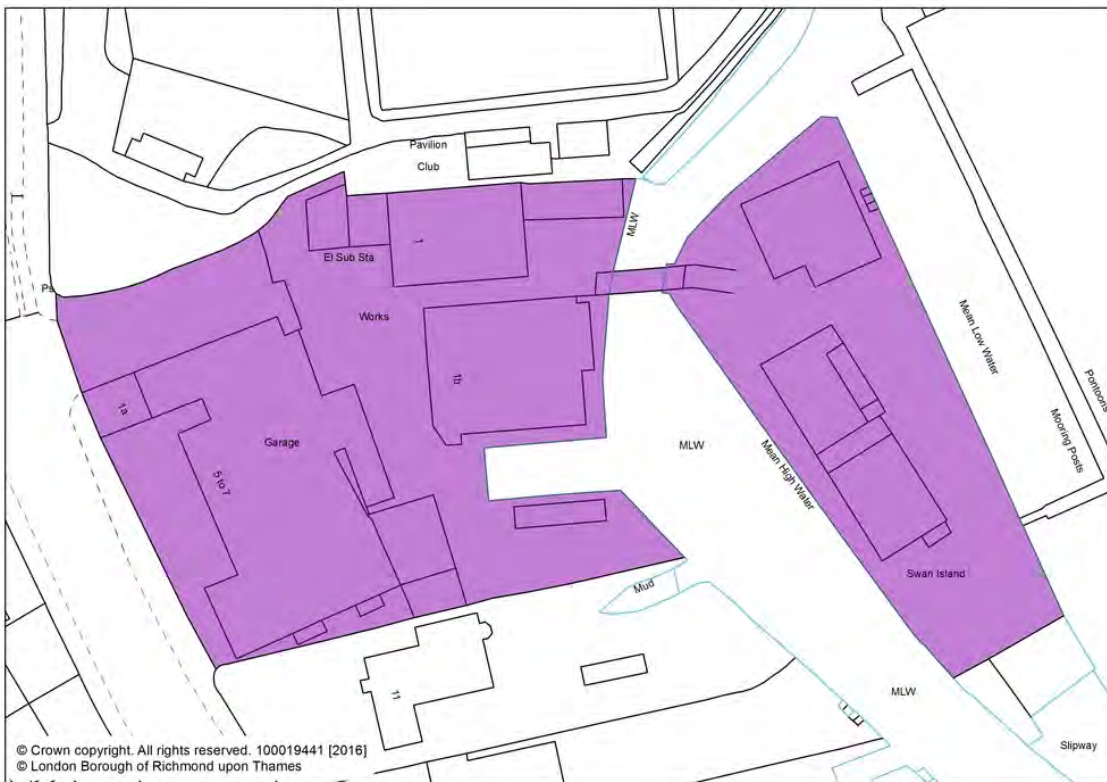 Pavilion
Club
MLW
1
El Sub Sta
Works
1b
1a
Garage
5 to 7
MLW
Mean High Water
Mean Low Water
Pontoons
Mooring Posts
Swan Island
Mud
11
MLW
Slipway
© Crown copyright. All rights reserved. 100019441 [2016]
© London Borough of Richmond upon Thames